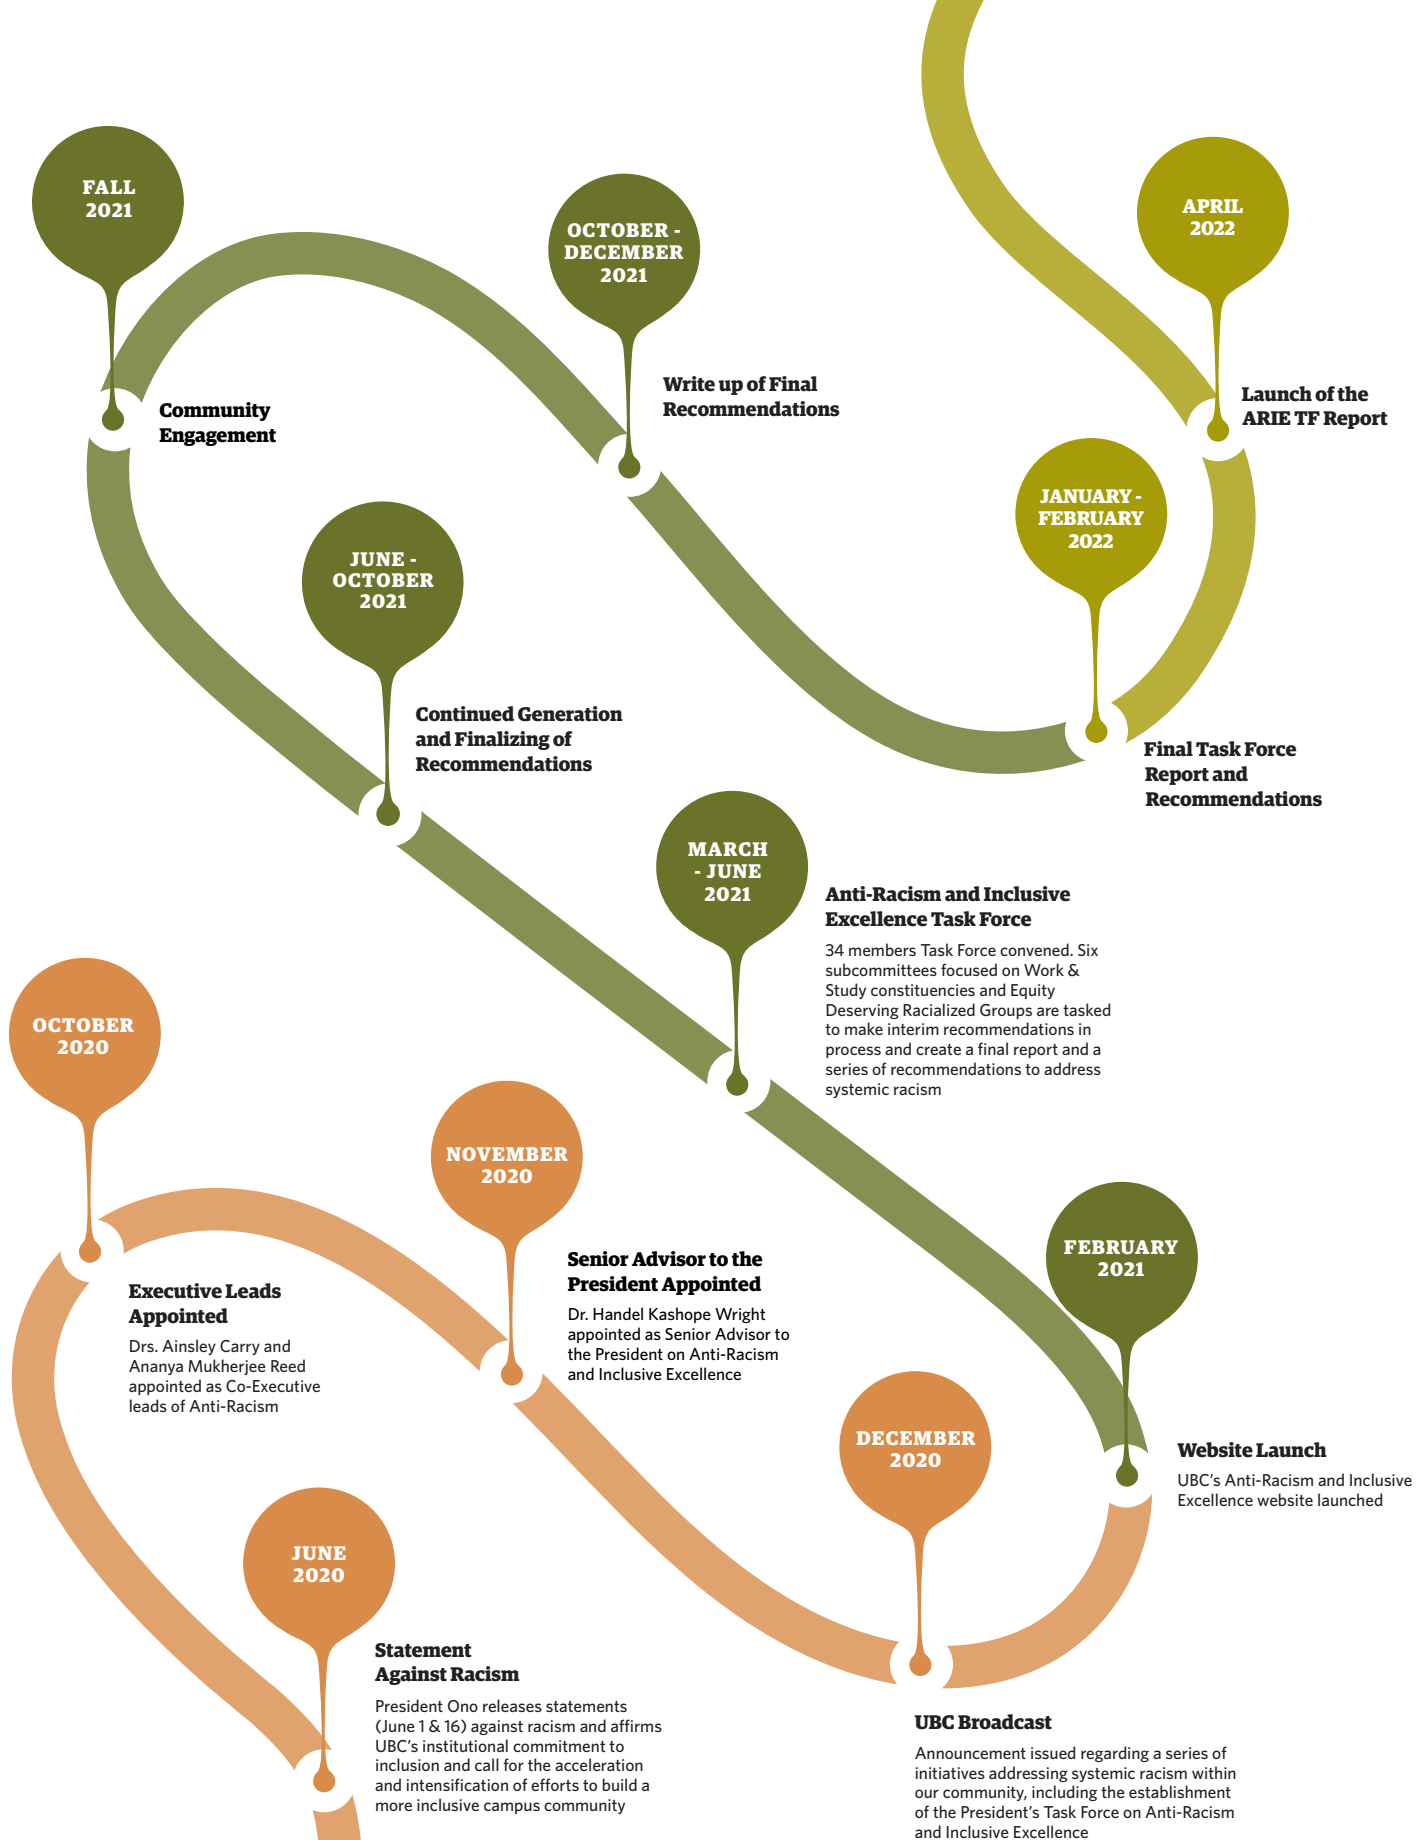 FALL
2021
Community
Engagement
OCTOBER -
DECEMBER
2021
Write up of Final
Recommendations
APRIL
2022
Launch of the
ARIE TF Report
JANUARY -
FEBRUARY
2022
Final Task Force
Report and
Recommendations
JUNE -
OCTOBER
2021
Continued Generation
and Finalizing of
Recommendations
MARCH
- JUNE
2021
Anti-Racism and Inclusive
Excellence Task Force
34 members Task Force convened. Six
subcommittees focused on Work &
Study constituencies and Equity
Deserving Racialized Groups are tasked
to make interim recommendations in
process and create a final report and a
series of recommendations to address
systemic racism
OCTOBER
2020
Executive Leads
Appointed
Drs. Ainsley Carry and
Ananya Mukherjee Reed
appointed as Co-Executive
leads of Anti-Racism
NOVEMBER
2020
Senior Advisor to the
President Appointed
Dr. Handel Kashope Wright
appointed as Senior Advisor to
the President on Anti-Racism
and Inclusive Excellence
FEBRUARY
2021
Website Launch
UBC's Anti-Racism and Inclusive
Excellence website launched
DECEMBER
2020
UBC Broadcast
Announcement issued regarding a series of
initiatives addressing systemic racism within
our community, including the establishment
of the President's Task Force on Anti-Racism
and Inclusive Excellence
JUNE
2020
Statement
Against Racism
President Ono releases statements
(June 1 & 16) against racism and affirms
UBC's institutional commitment to
inclusion and call for the acceleration
and intensification of efforts to build a
more inclusive campus community